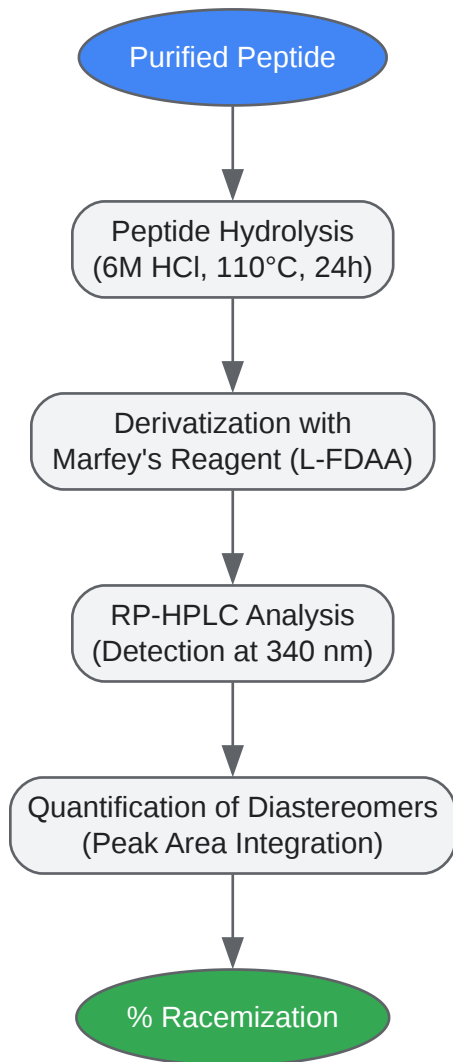 Purified Peptide
Peptide Hydrolysis
(6M HCl, 110°C, 24h)
Derivatization with
Marfey's Reagent (L-FDAA)
RP-HPLC Analysis
(Detection at 340 nm)
Quantification of Diastereomers
(Peak Area Integration)
% Racemization